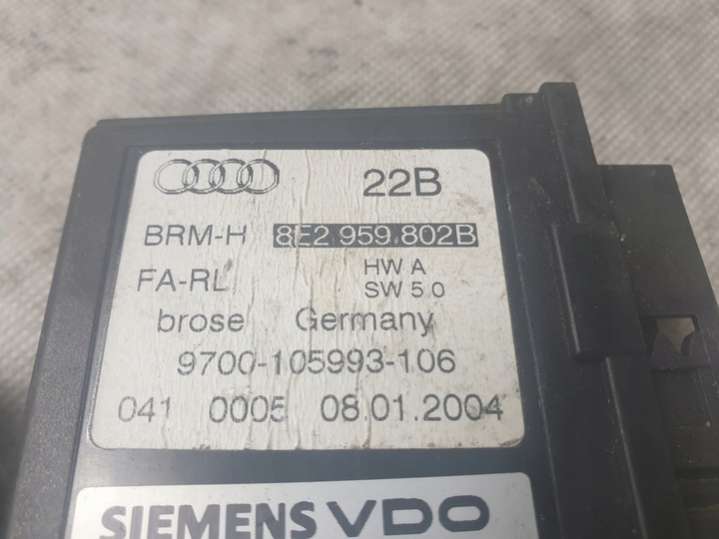 22B
BRM-H 8E2 959 802B
FA-RL HW A
SW 5.0
brose Germany
9700-105993-106
041 0005 08.01.2004
SIEMENS VDO